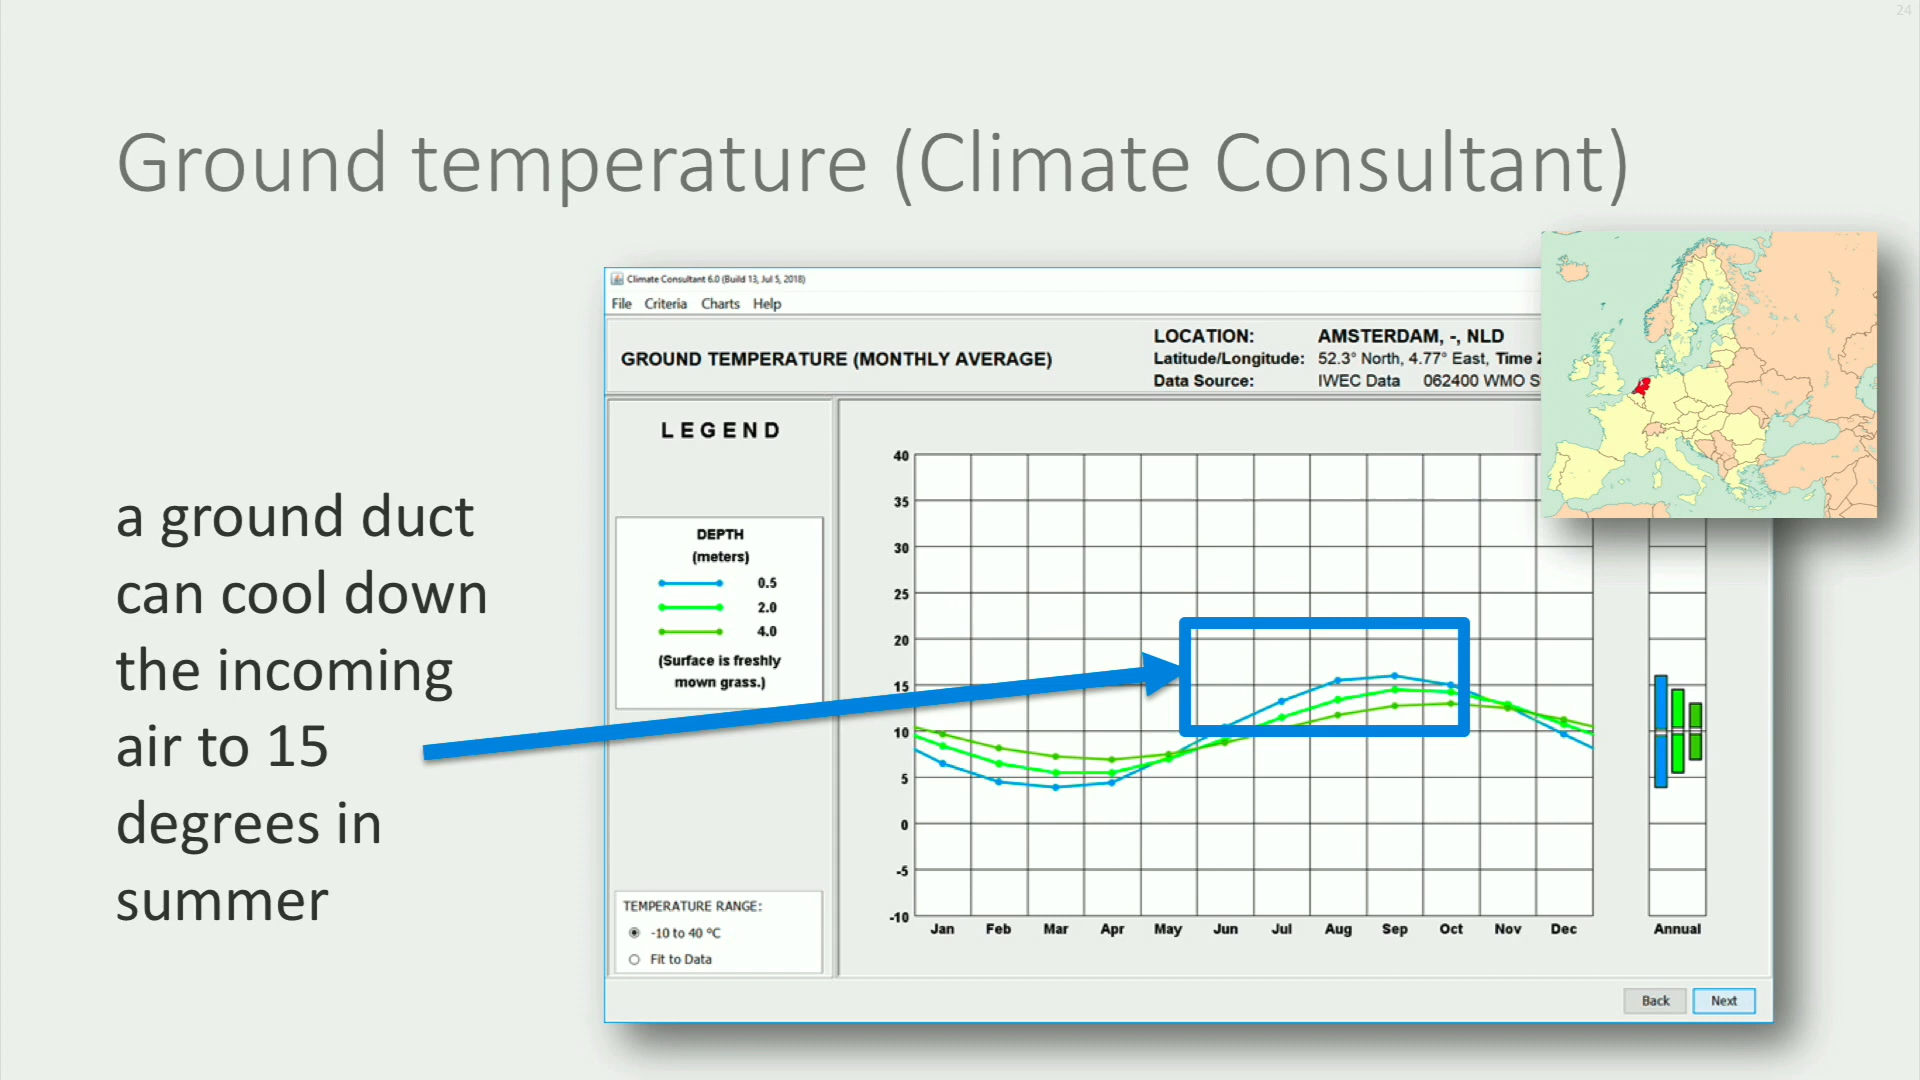 24
Ground temperature (Climate Consultant)
Climate Consultant 6.0 (Build 13, Jul 5, 2018)
File Criteria Charts Help
GROUND TEMPERATURE (MONTHLY AVERAGE)
LOCATION: AMSTERDAM, -, NLD
Latitude/Longitude: 52.3° North, 4.77° East, Time
Data Source: IWEC Data 062400 WMO S
LEGEND
DEPTH
(meters)
0.5
2.0
4.0
(Surface is freshly
mown grass.)
a ground duct
can cool down
the incoming
air to 15
degrees in
summer
40
35
30
25
20
15
10
5
0
-5
-10
Jan Feb Mar Apr May Jun Jul Aug Sep Oct Nov Dec Annual
TEMPERATURE RANGE:
-10 to 40 °C
Fit to Data
Back Next